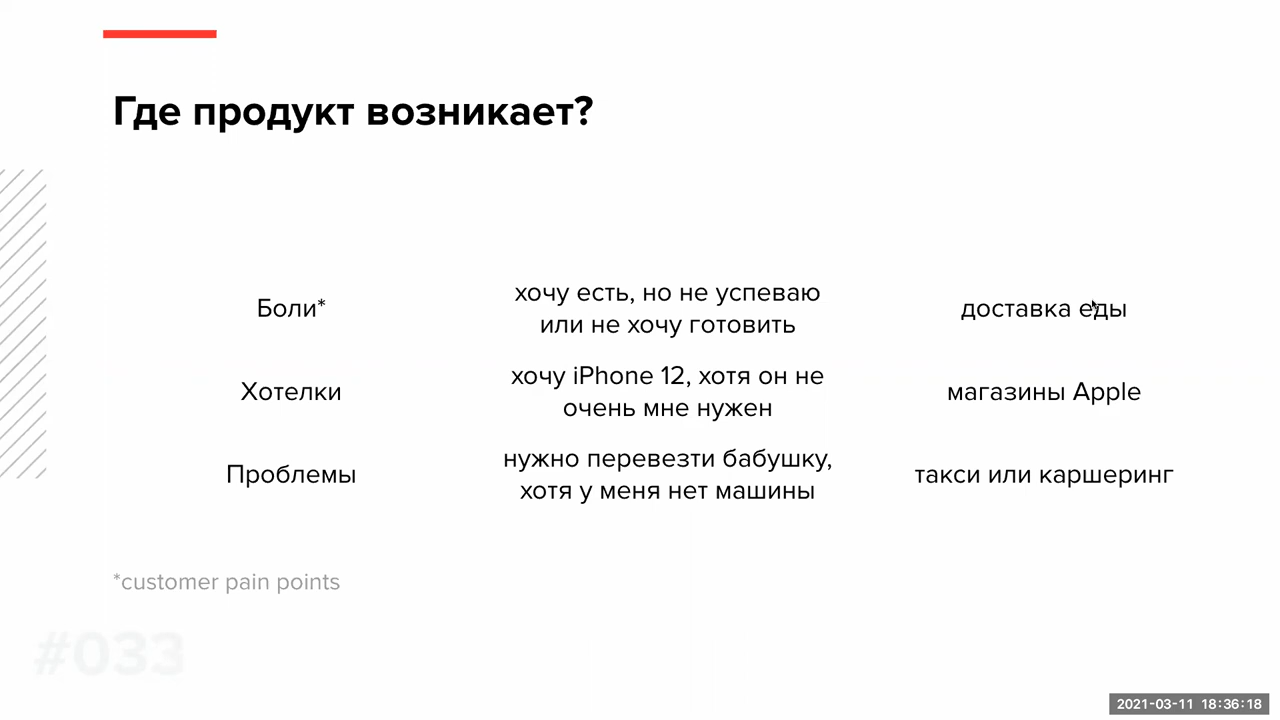 Где продукт возникает?
Боли*
хочу есть, но не успеваю
или не хочу готовить
доставка еды
Хотелки
хочу iPhone 12, хотя он не
очень мне нужен
магазины Apple
Проблемы
нужно перевезти бабушку,
хотя у меня нет машины
такси или каршеринг
*customer pain points
#033
2021-03-11 18:36:18